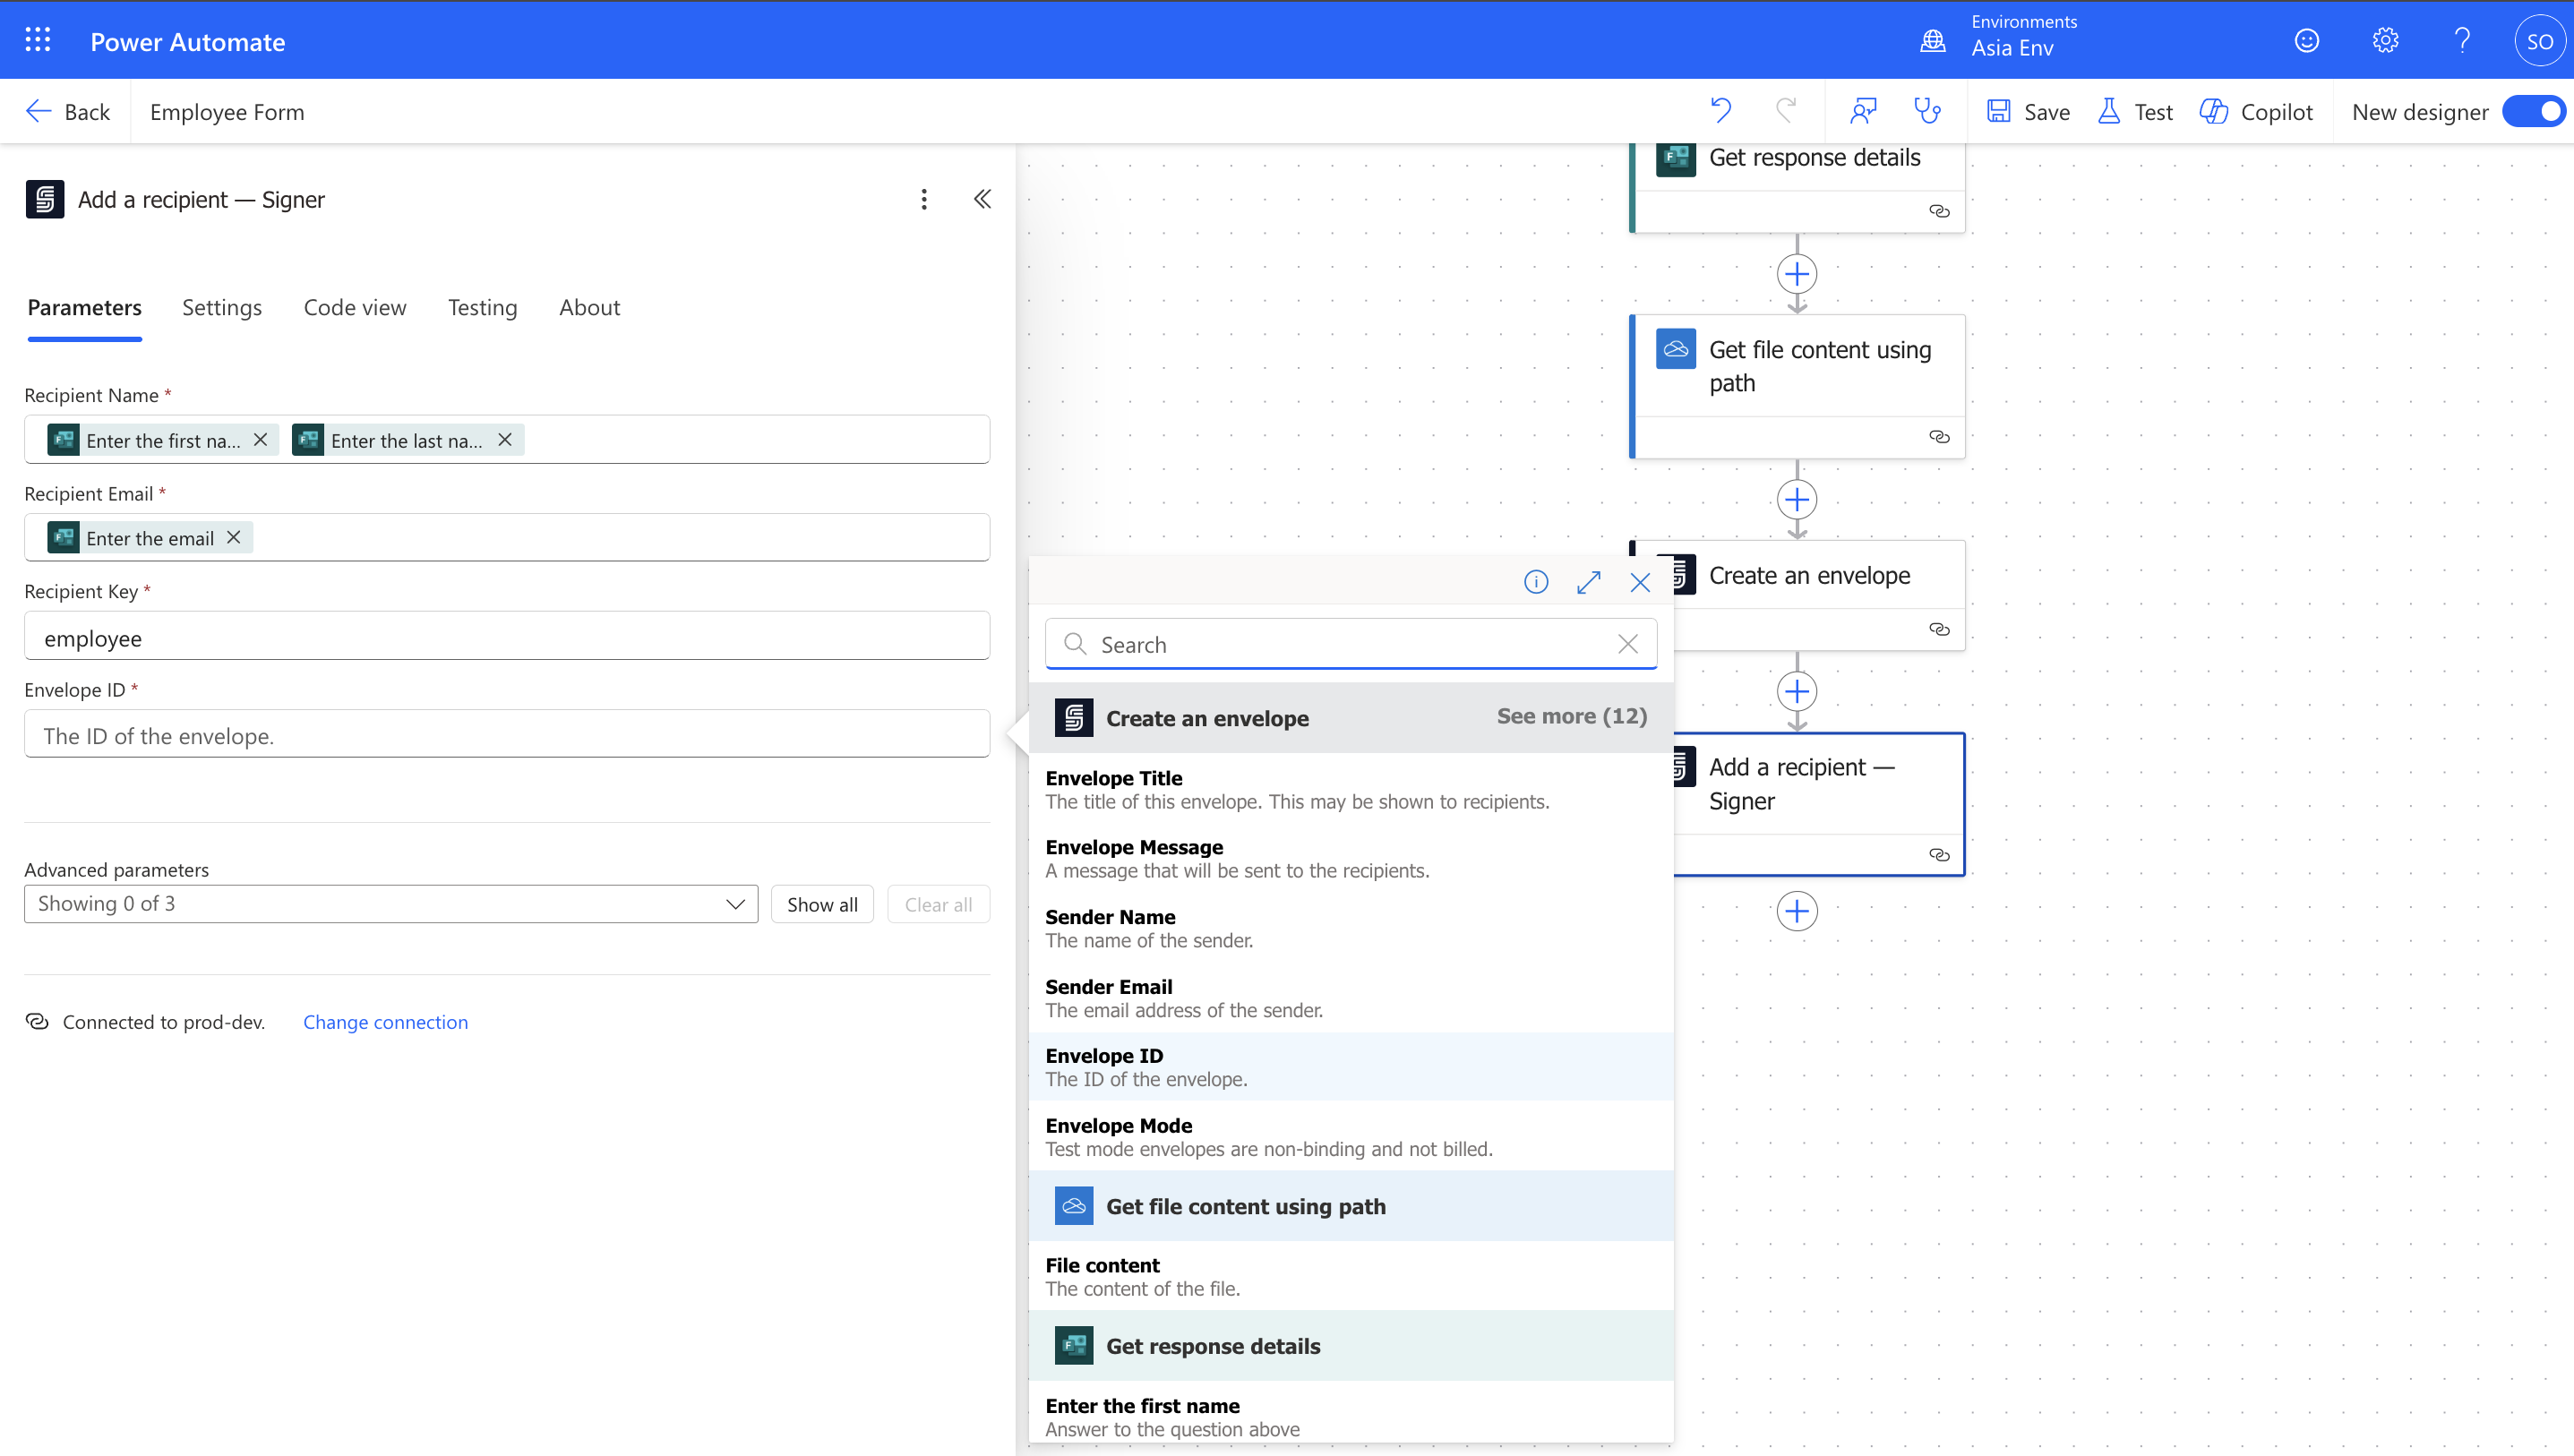 Power Automate
Environments
Asia Env
SO
Back
Employee Form
Save
Test
Copilot
New designer
Add a recipient — Signer
Parameters
Settings
Code view
Testing
About
Recipient Name *
Enter the first na...
Enter the last na...
Recipient Email *
Enter the email
Recipient Key *
employee
Envelope ID *
The ID of the envelope.
Advanced parameters
Showing 0 of 3
Show all
Clear all
Connected to prod-dev.
Change connection
Get response details
Get file content using
path
Create an envelope
Add a recipient —
Signer
Search
Create an envelope
See more (12)
Envelope Title
The title of this envelope. This may be shown to recipients.
Envelope Message
A message that will be sent to the recipients.
Sender Name
The name of the sender.
Sender Email
The email address of the sender.
Envelope ID
The ID of the envelope.
Envelope Mode
Test mode envelopes are non-binding and not billed.
Get file content using path
File content
The content of the file.
Get response details
Enter the first name
Answer to the question above